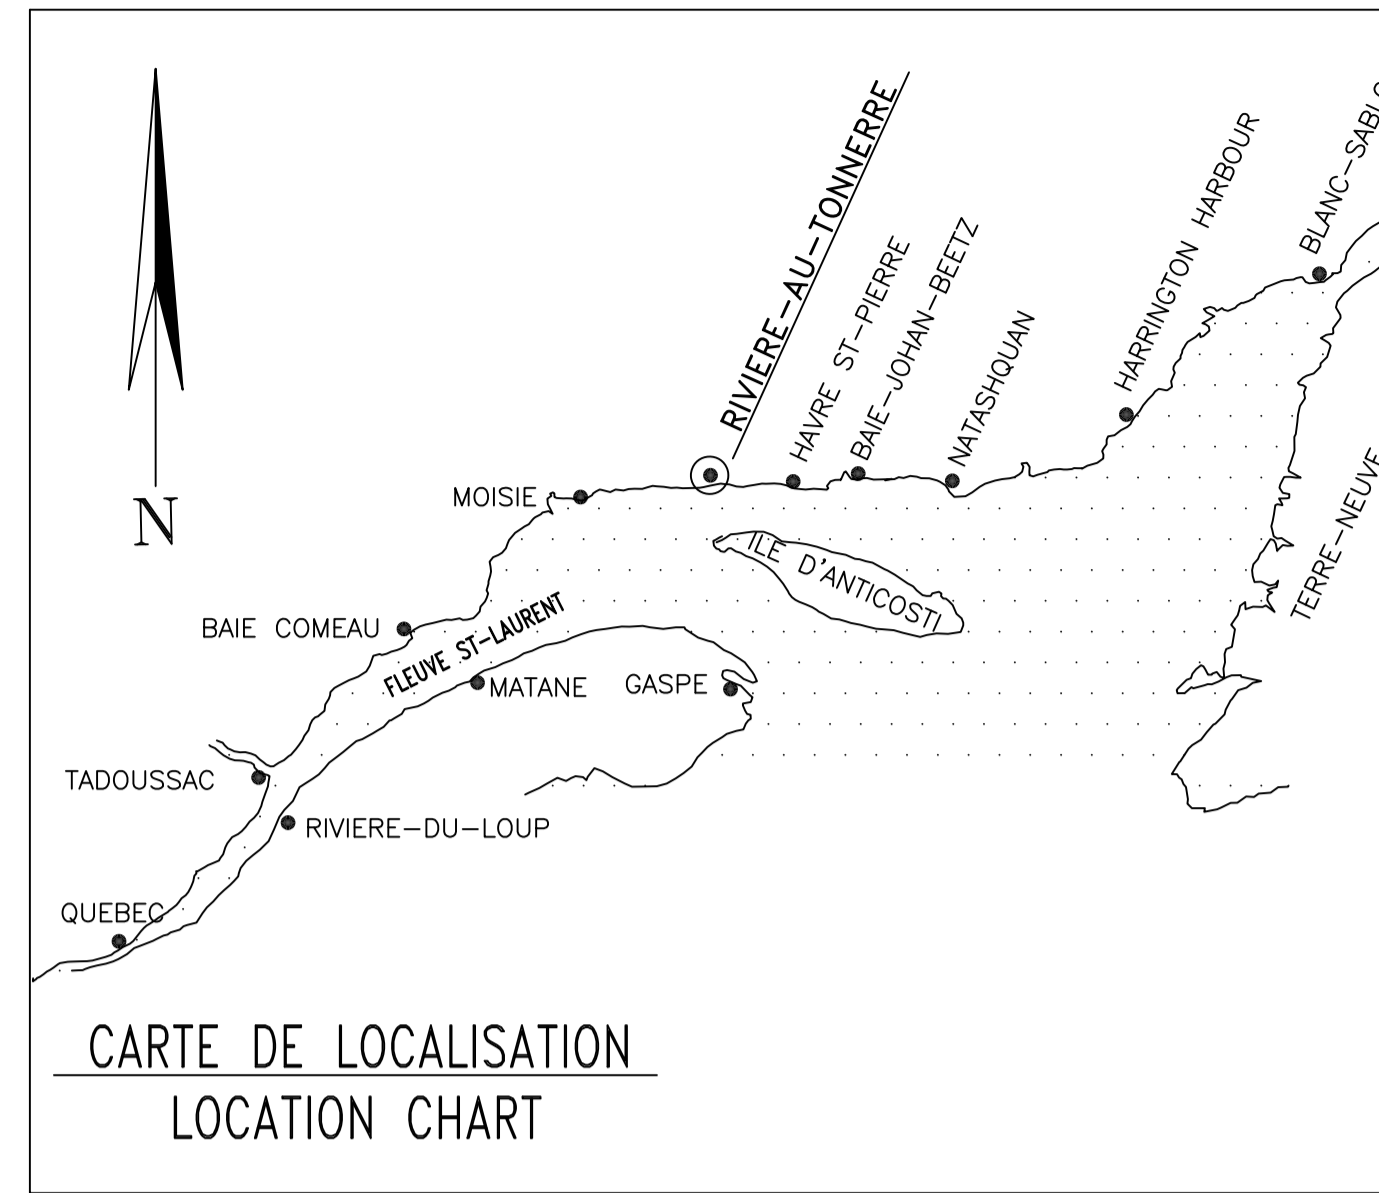 RIVIERE-AU-TONNERRE
HAVRE ST-PIERRE
BAIE-JOHAN-BEETZ
NATASHQUAN
HARRINGTON HARBOUR
N
MOISIE
ILE D'ANTICOSTI
TERRE-NEUVE
BAIE COMEAU
FLEUVE ST-LAURENT
MATANE
GASPE
TADOUSSAC
RIVIERE-DU-LOUP
QUEBEC
CARTE DE LOCALISATION
LOCATION CHART